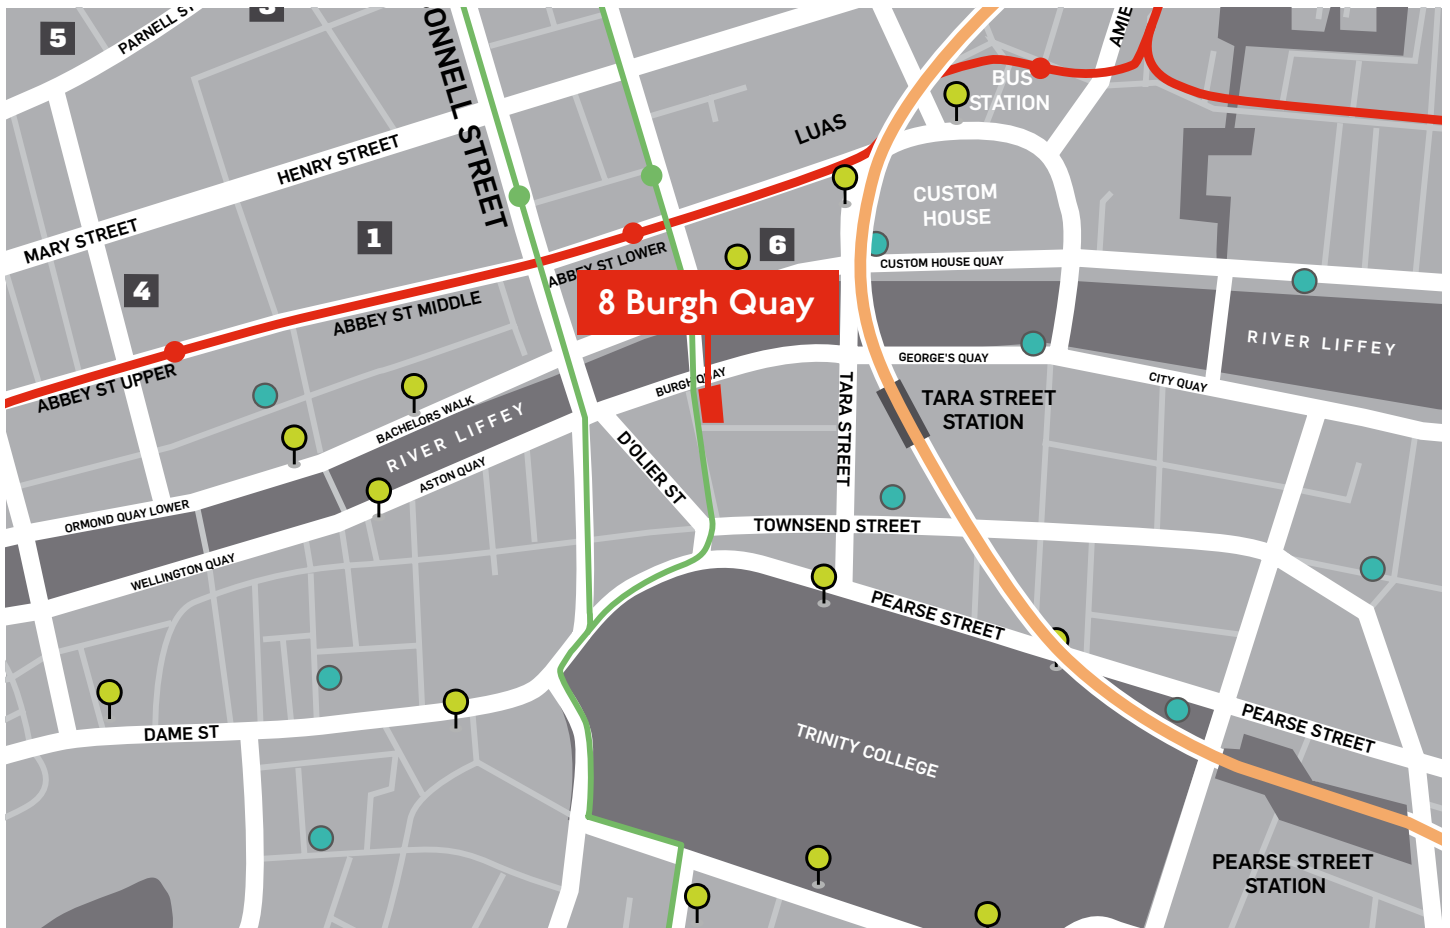 5
PARNELL ST
3
ONNELL STREET
AMIE
BUS
STATION
LUAS
HENRY STREET
MARY STREET
1
4
6
CUSTOM
HOUSE
CUSTOM HOUSE QUAY
ABBEY ST LOWER
ABBEY ST MIDDLE
ABBEY ST UPPER
8 Burgh Quay
RIVER LIFFEY
GEORGE'S QUAY
CITY QUAY
BURGH QUAY
TARA STREET
TARA STREET
STATION
BACHELORS WALK
RIVER LIFFEY
ASTON QUAY
D'OLIER ST
ORMOND QUAY LOWER
WELLINGTON QUAY
TOWNSEND STREET
PEARSE STREET
DAME ST
TRINITY COLLEGE
PEARSE STREET
PEARSE STREET
STATION